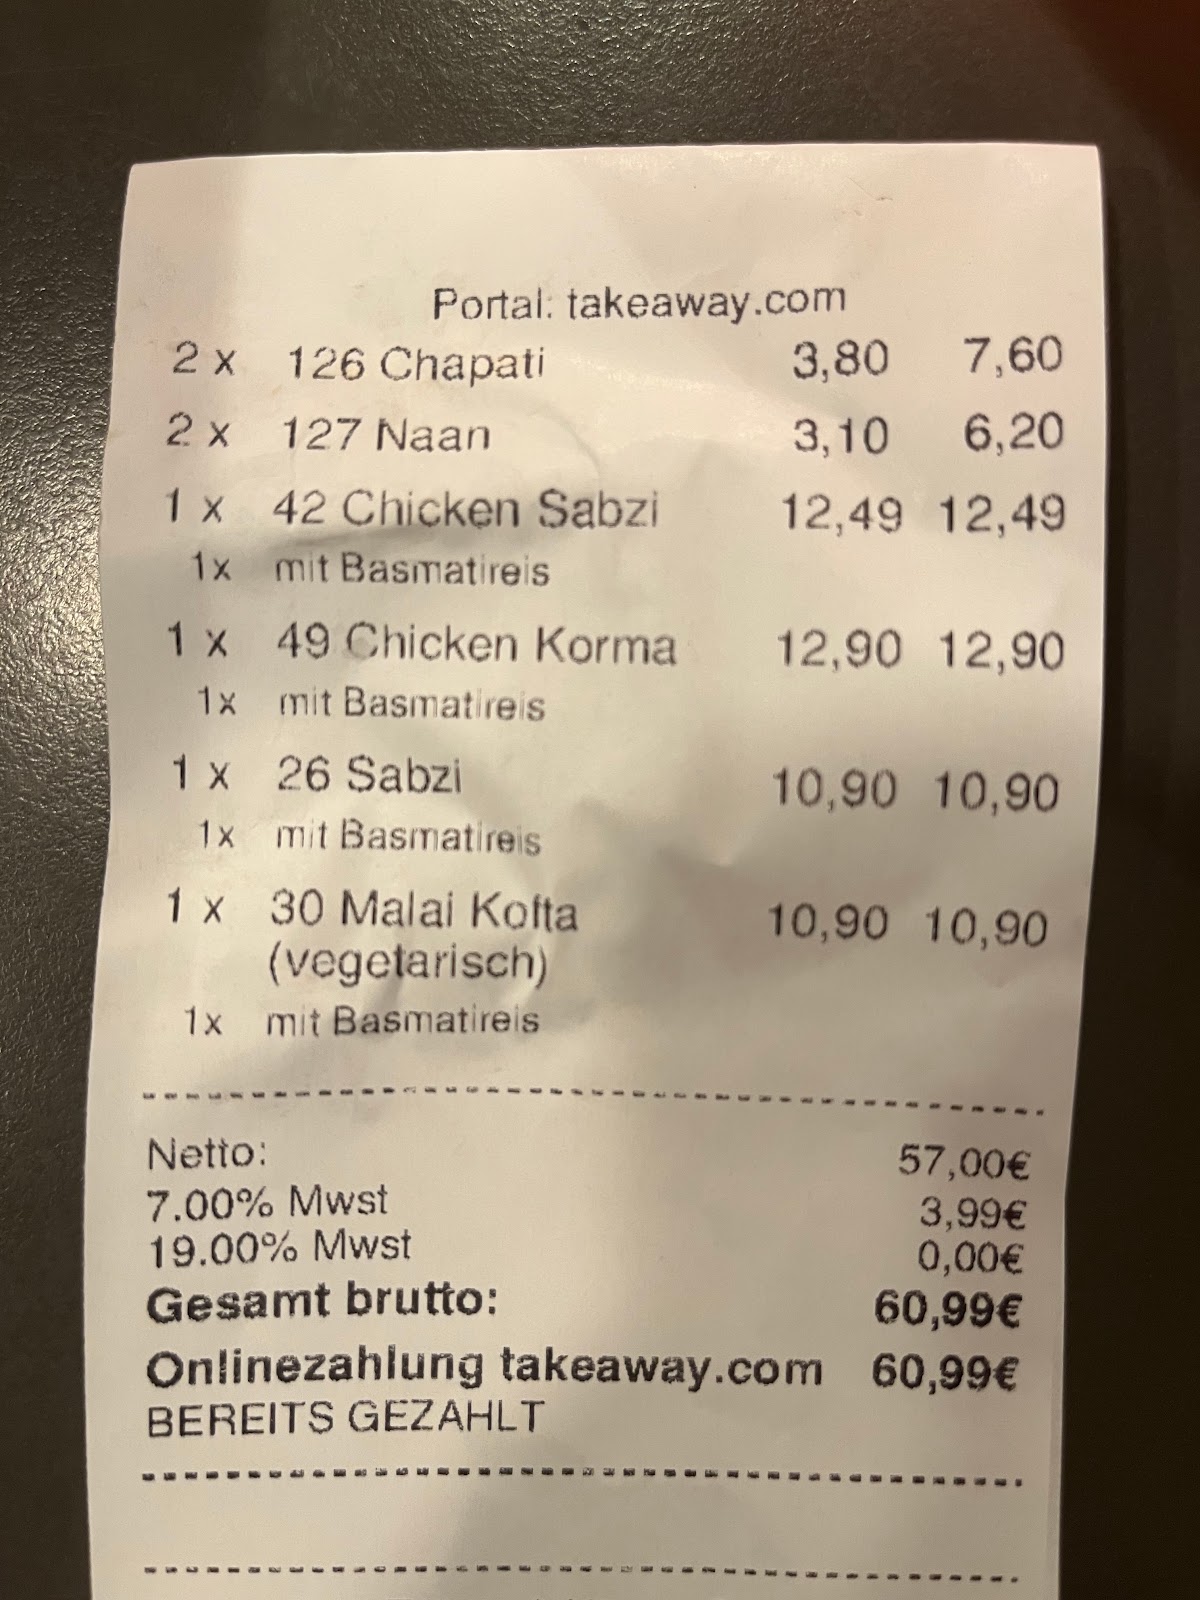 Portal: takeaway.com
2 x 126 Chapati 3,80 7,60
2 x 127 Naan 3,10 6,20
1 x 42 Chicken Sabzi 12,49 12,49
1x mit Basmatireis
1 x 49 Chicken Korma 12,90 12,90
1x mit Basmatireis
1 x 26 Sabzi 10,90 10,90
1x mit Basmatireis
1 x 30 Malai Kofta 10,90 10,90
(vegetarisch)
1x mit Basmatireis
Netto: 57,00€
7.00% Mwst 3,99€
19.00% Mwst 0,00€
Gesamt brutto: 60,99€
Onlinezahlung takeaway.com 60,99€
BEREITS GEZAHLT